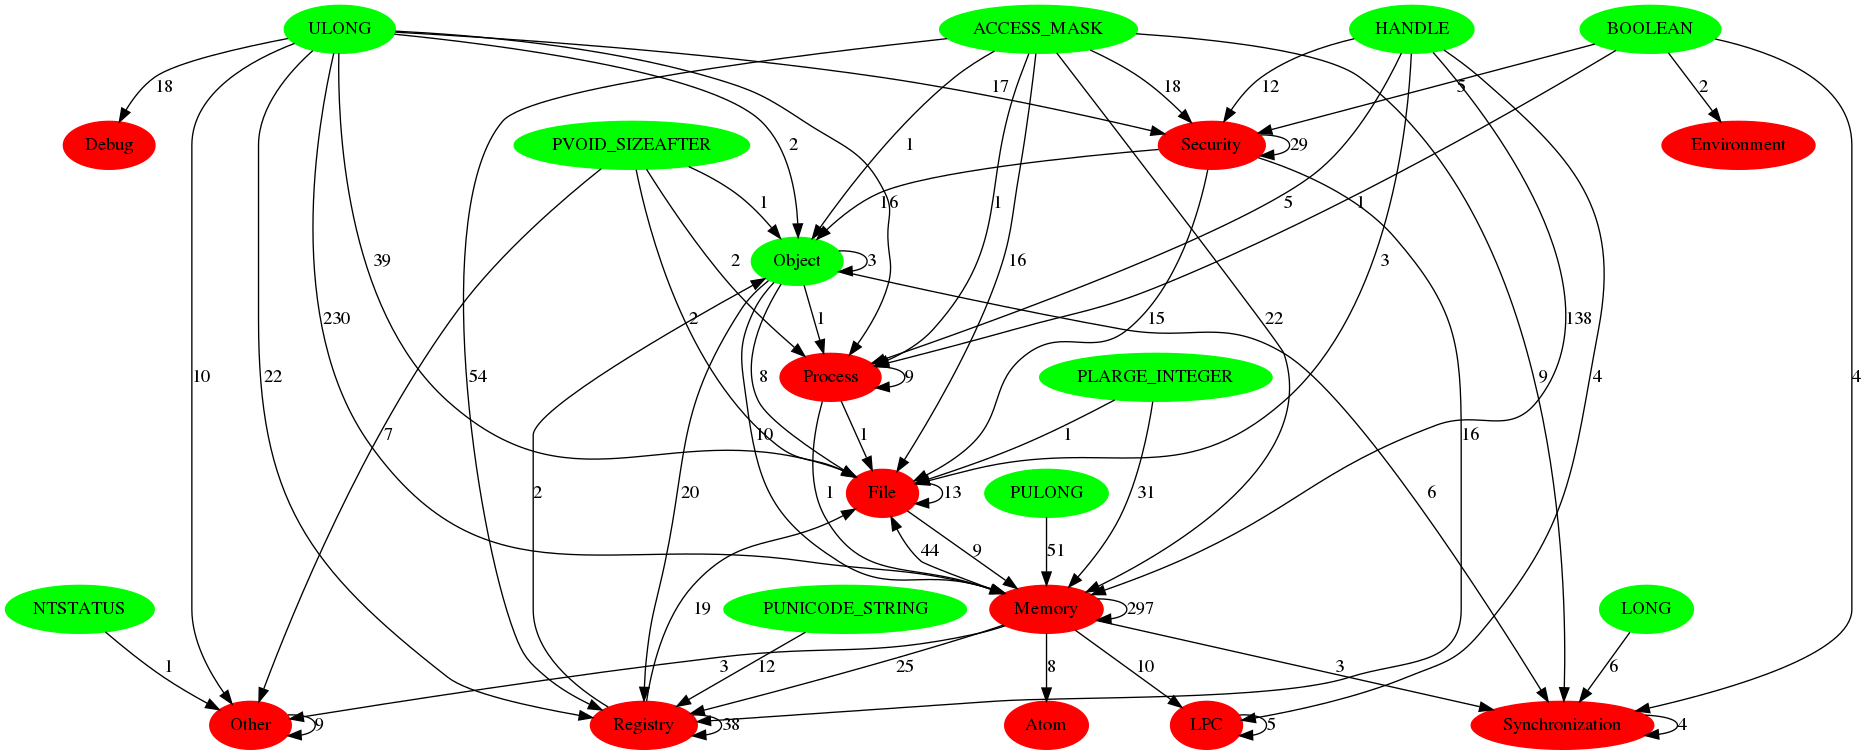 ULONG ACCESS_MASK HANDLE BOOLEAN
18 17 18 12 5 2
Debug PVOID_SIZEAFTER 2 1 Security 29 Environment
1 16 1 5 1
39 2 Object 3 16 3
230 2 1 15 22 138
10 22 54 8 Process 9 PLARGE_INTEGER 9 4 4
7 10 1 1 16
2 20 1 File 13 PULONG 31 6
44 9 51
NTSTATUS 19 PUNICODE_STRING Memory 297 LONG
1 3 12 25 8 10 3 6
Other 9 Registry 38 Atom LPC 5 Synchronization 4